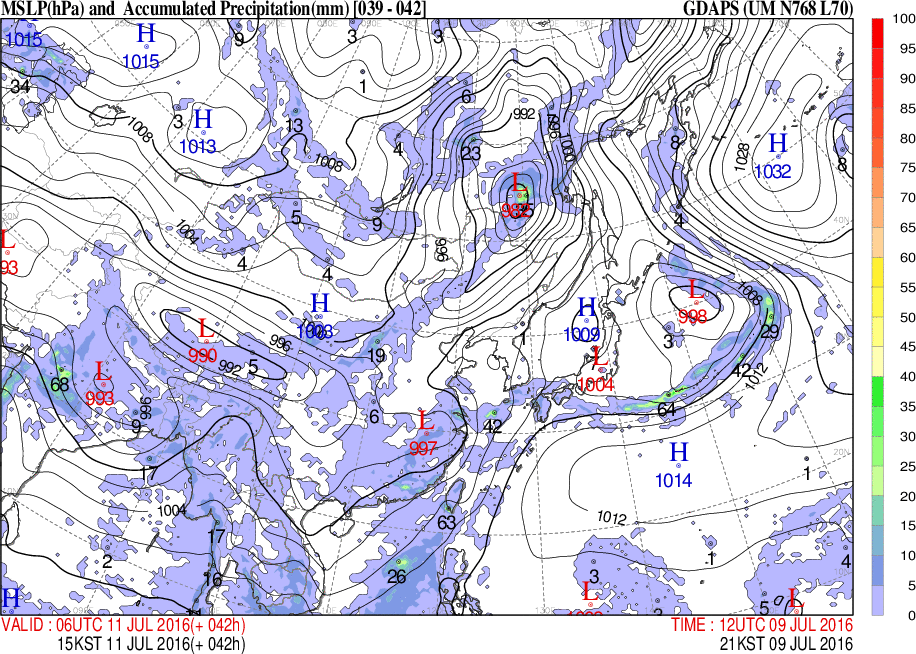 MSLP(hPa) and Accumulated Precipitation(mm) [039 - 042] GDAPS (UM N768 L70)
100
95
90
85
80
75
70
65
60
55
50
45
40
35
30
25
20
15
10
5
0
1015 H 9 3 3
1015
34 1 6
1008 3 H 992
1013 13 8 H
1008 4 23 1028 1032 8
L
5 9 4
1004
L 996
93 4 4
H L 1008
H 998
1009 29
L 996 3
990 992 5 19 L
68 L 1004 42 1012
993 996 6 L 42 64
9 997 H
17 1014 1
1004 63 1012
17
2 1
16 26 3 4
H L 5 L
VALID : 06UTC 11 JUL 2016(+ 042h) TIME : 12UTC 09 JUL 2016
15KST 11 JUL 2016(+ 042h) 21KST 09 JUL 2016